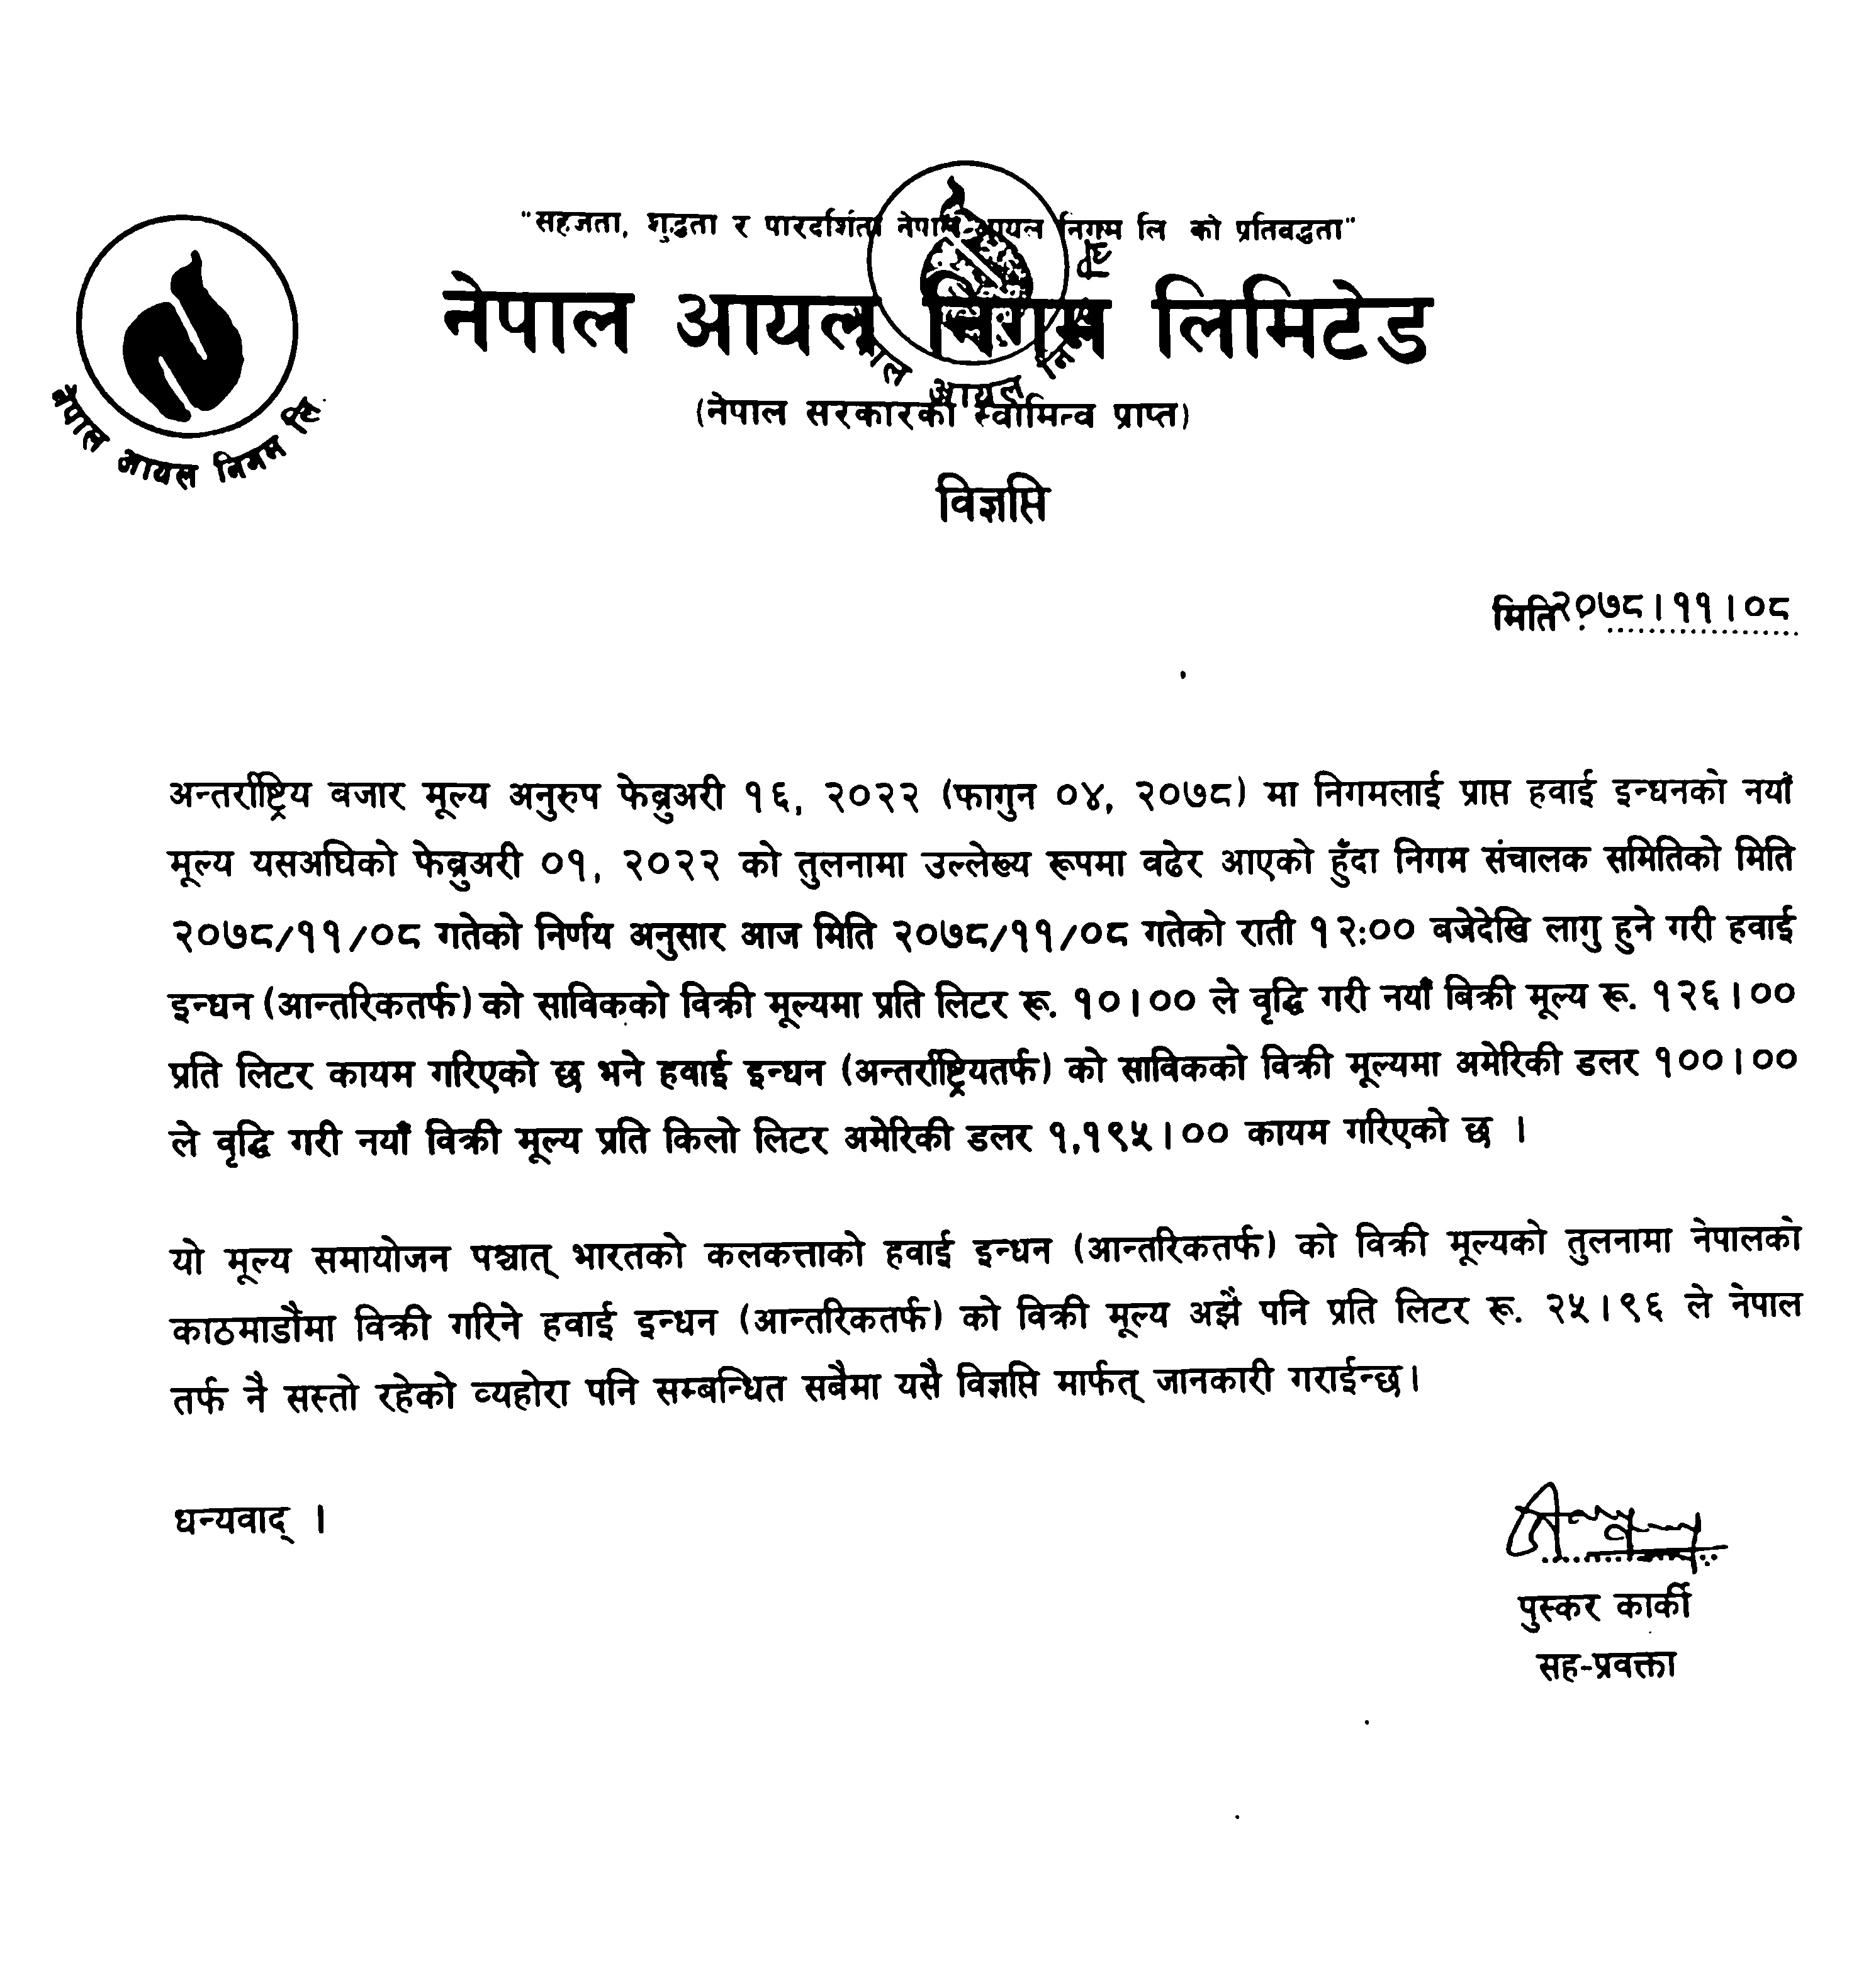 "सहजता, शुद्धता र पारदर्शिता नेपाल आयल निगम लि को प्रतिवद्धता"
नेपाल आयल निगम लिमिटेड
नेपाल आयल निगम लि
आयल
(नेपाल सरकारको स्वामित्व प्राप्त)
विज्ञप्ति
मिति २०७८।११।०८
अन्तर्राष्ट्रिय बजार मूल्य अनुरुप फेब्रुअरी १६, २०२२ (फागुन ०४, २०७८) मा निगमलाई प्राप्त हवाई इन्धनको नयाँ
मूल्य यसअघिको फेब्रुअरी ०१, २०२२ को तुलनामा उल्लेख्य रूपमा वढेर आएको हुँदा निगम संचालक समितिको मिति
२०७८/११/०८ गतेको निर्णय अनुसार आज मिति २०७८/११/०८ गतेको राती १२:०० बजेदेखि लागु हुने गरी हवाई
इन्धन (आन्तरिकतर्फ) को साविकको विक्री मूल्यमा प्रति लिटर रू. १०।०० ले वृद्धि गरी नयाँ बिक्री मूल्य रू. १२६।००
प्रति लिटर कायम गरिएको छ भने हवाई इन्धन (अन्तर्राष्ट्रियतर्फ) को साविकको विक्री मूल्यमा अमेरिकी डलर १००।००
ले वृद्धि गरी नयाँ विक्री मूल्य प्रति किलो लिटर अमेरिकी डलर १,१९५।०० कायम गरिएको छ ।
यो मूल्य समायोजन पश्चात् भारतको कलकत्ताको हवाई इन्धन (आन्तरिकतर्फ) को विक्री मूल्यको तुलनामा नेपालको
काठमाडौंमा विक्री गरिने हवाई इन्धन (आन्तरिकतर्फ) को विक्री मूल्य अझै पनि प्रति लिटर रू. २५।९६ ले नेपाल
तर्फ नै सस्तो रहेको व्यहोरा पनि सम्बन्धित सबैमा यसै विज्ञप्ति मार्फत् जानकारी गराईन्छ।
धन्यवाद् ।
पुस्कर कार्की
सह-प्रवक्ता